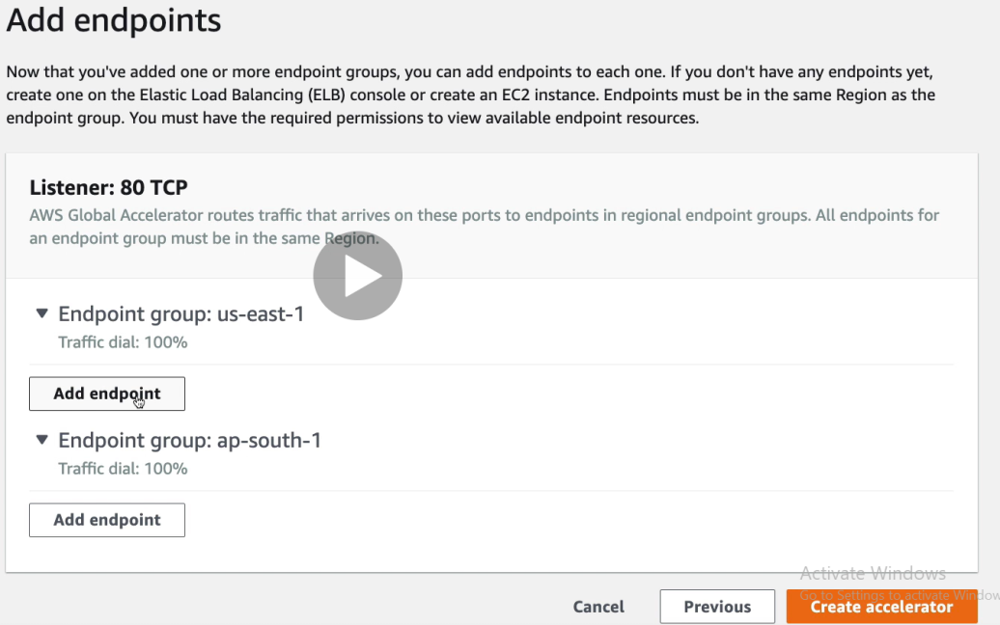 Add endpoints
Now that you've added one or more endpoint groups, you can add endpoints to each one. If you don't have any endpoints yet,
create one on the Elastic Load Balancing (ELB) console or create an EC2 instance. Endpoints must be in the same Region as the
endpoint group. You must have the required permissions to view available endpoint resources.
Listener: 80 TCP
AWS Global Accelerator routes traffic that arrives on these ports to endpoints in regional endpoint groups. All endpoints for
an endpoint group must be in the same Region.
Endpoint group: us-east-1
Traffic dial: 100%
Add endpoint
Endpoint group: ap-south-1
Traffic dial: 100%
Add endpoint
Activate Windows
Go to Settings to activate Window
Cancel Previous Create accelerator